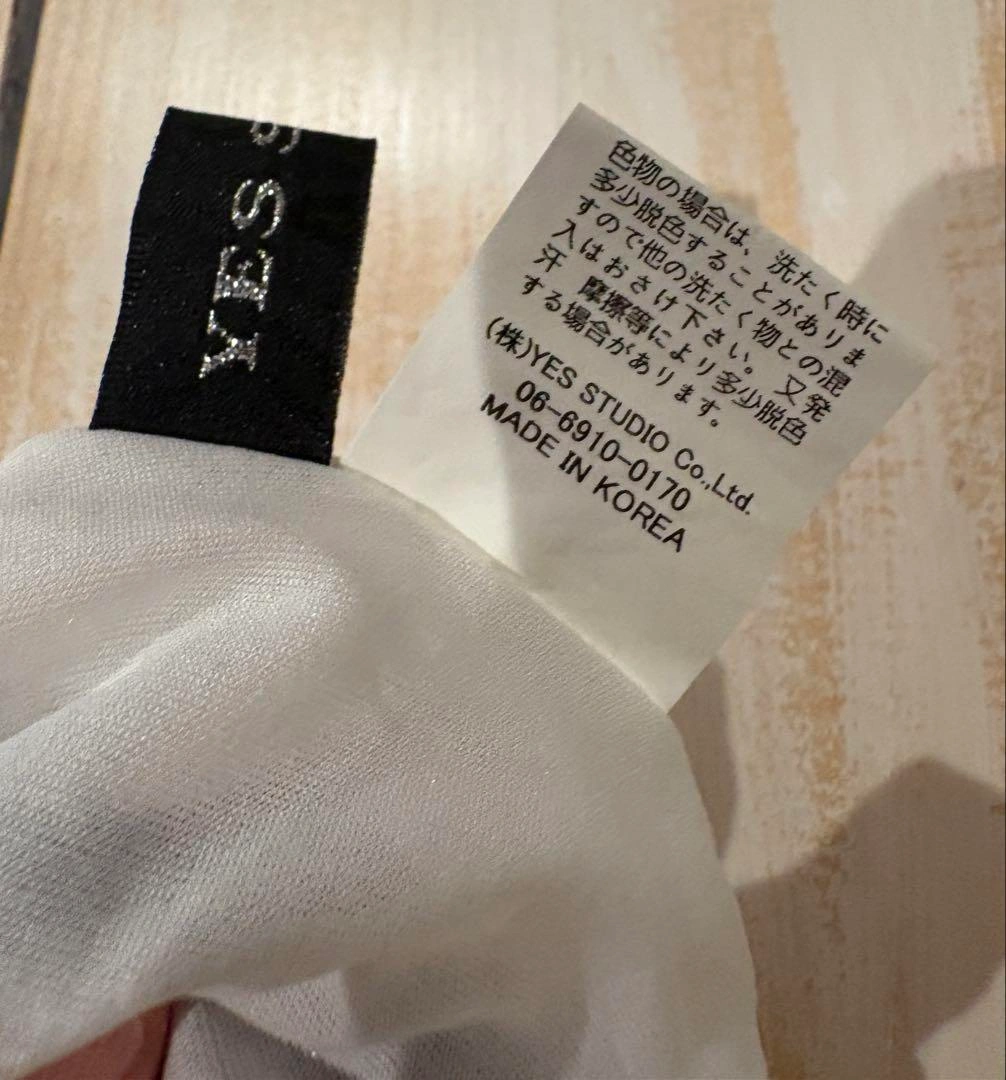 YES S
色物の場合は、洗たく時に
多少脱色することがありま
すので他の洗たく物との混
入はおさけ下さい。又発
汗 摩擦等により多少脱色
する場合があります。
(株)YES STUDIO Co.,Ltd.
06-6910-0170
MADE IN KOREA